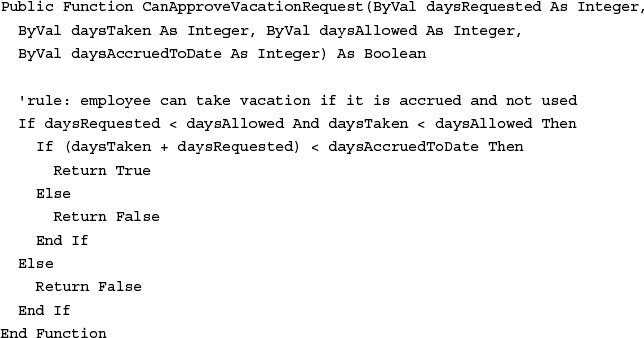 Public Function CanApproveVacationRequest(ByVal daysRequested As Integer,
ByVal daysTaken As Integer, ByVal daysAllowed As Integer,
ByVal daysAccruedToDate As Integer) As Boolean
'rule: employee can take vacation if it is accrued and not used
If daysRequested < daysAllowed And daysTaken < daysAllowed Then
If (daysTaken + daysRequested) < daysAccruedToDate Then
Return True
Else
Return False
End If
Else
Return False
End If
End Function